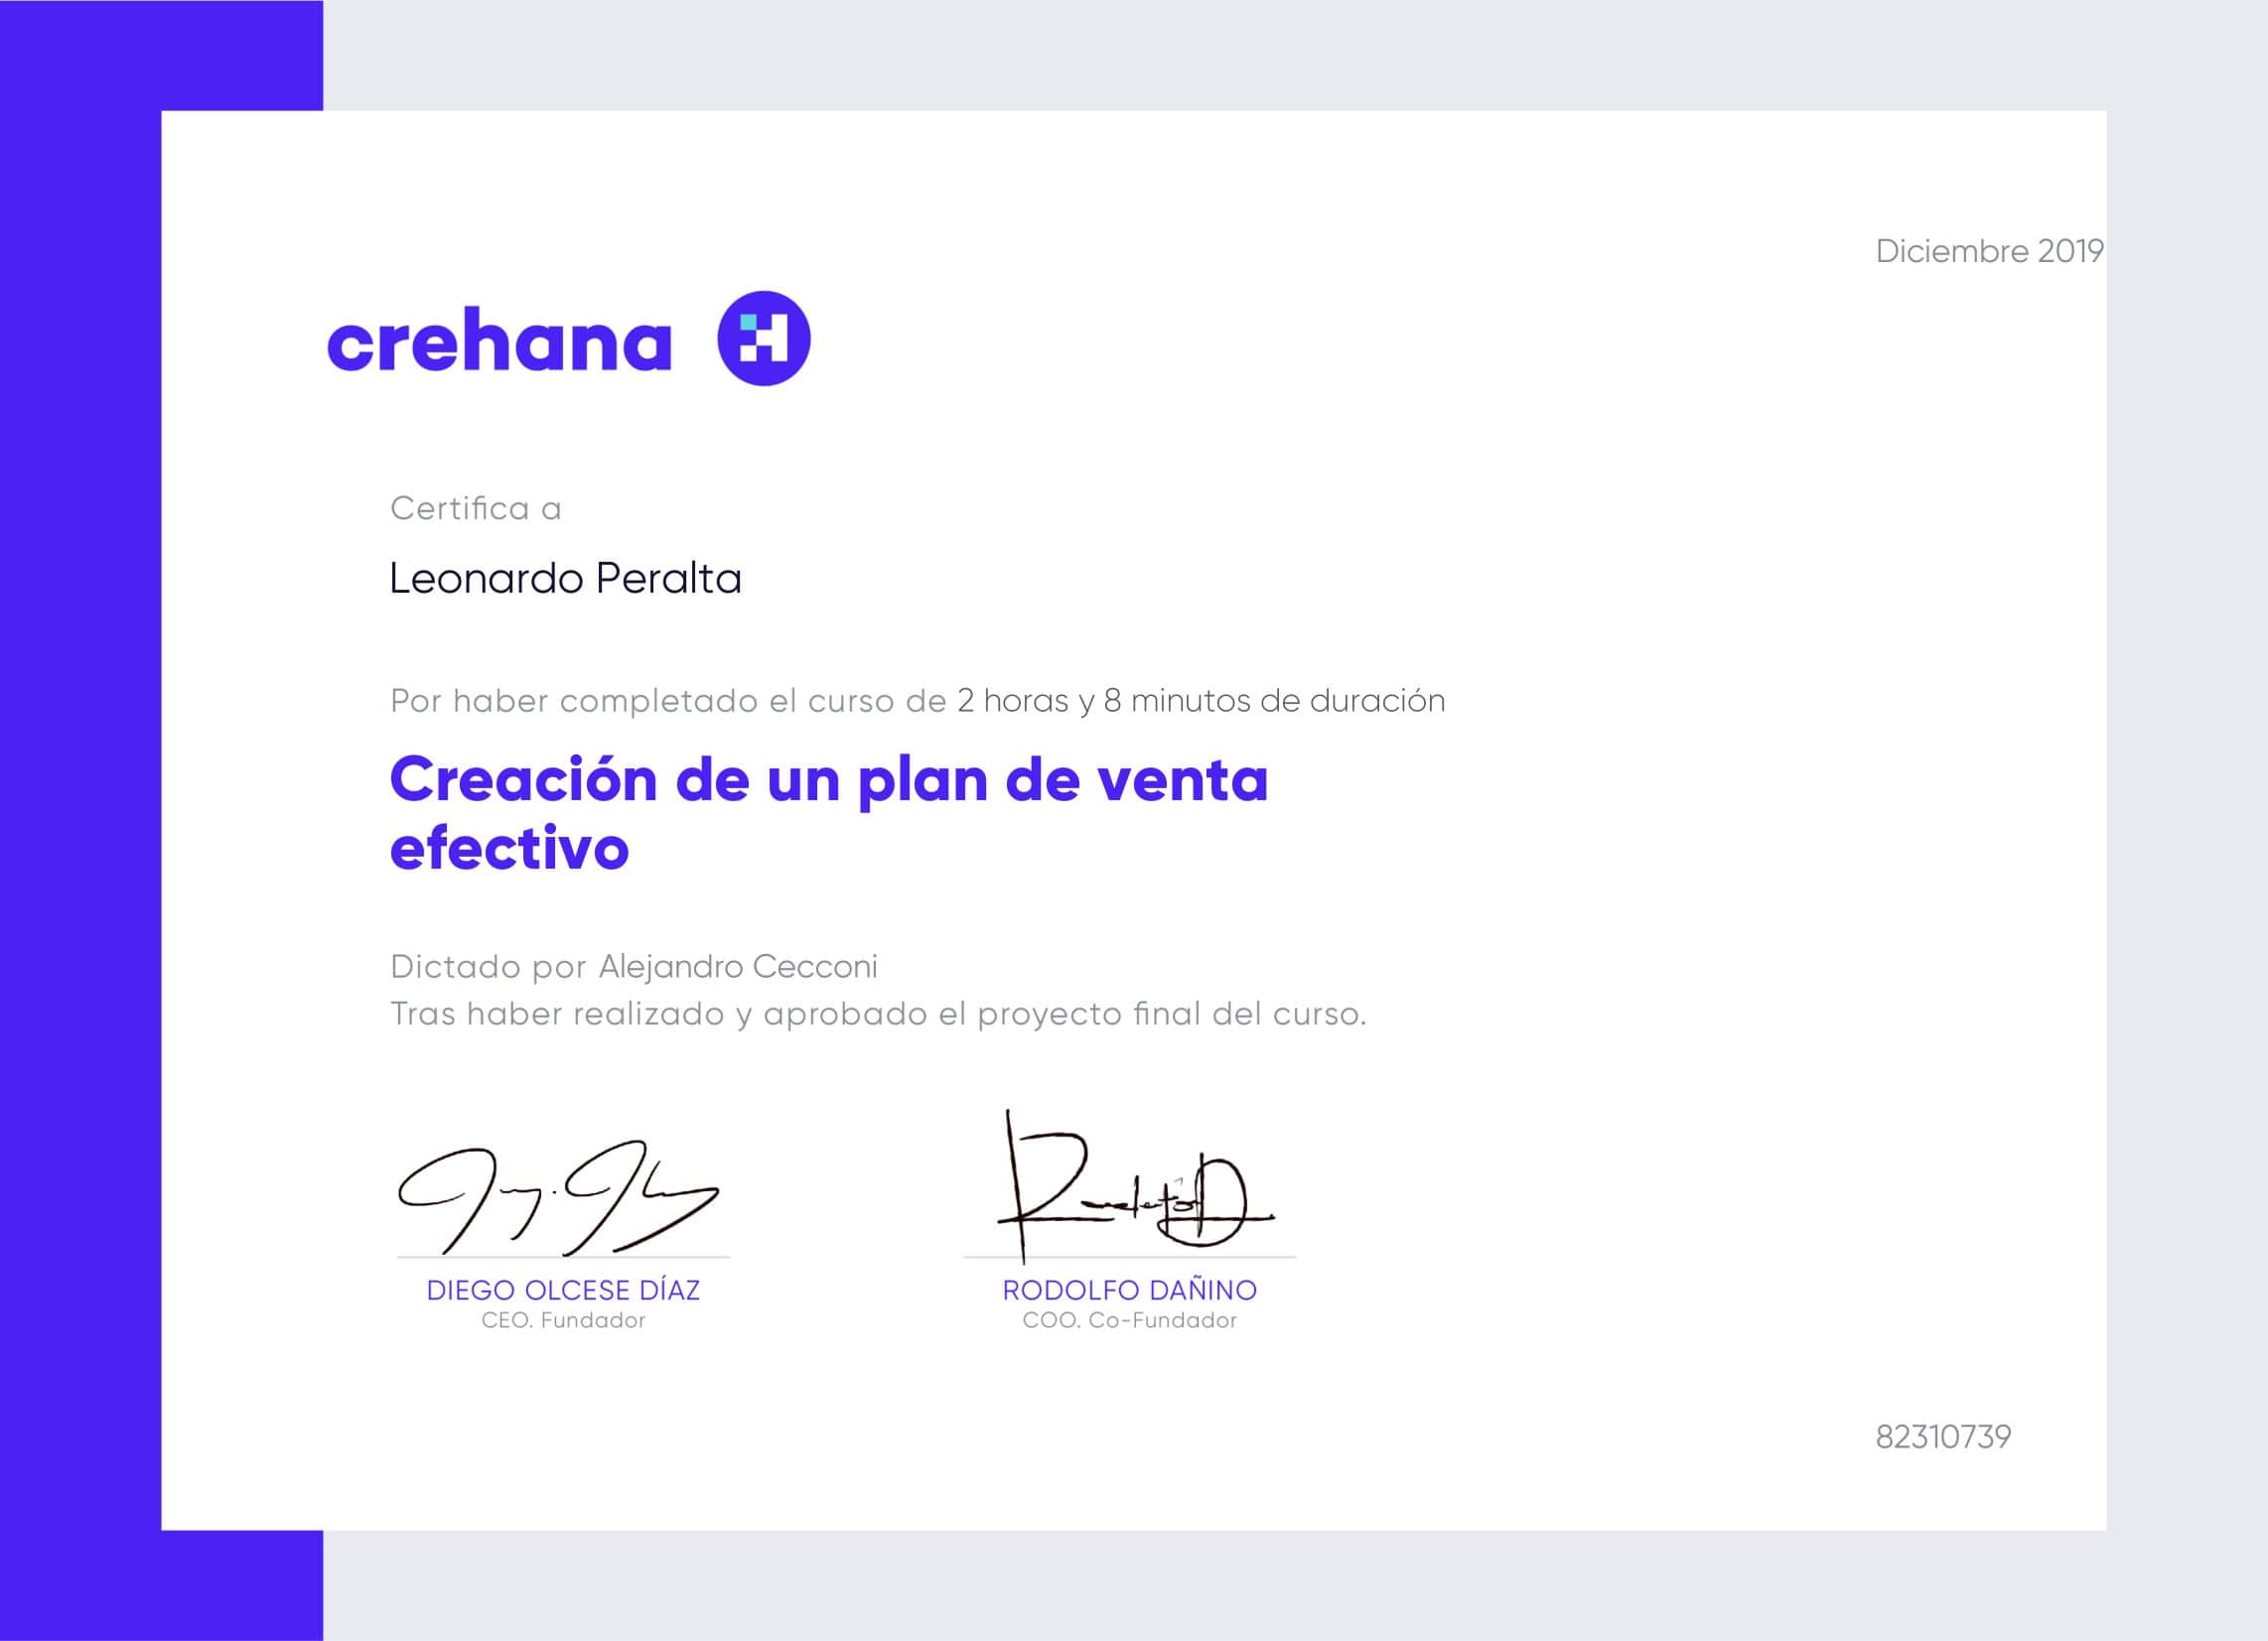 Diciembre 2019
crehana
Certifica a
Leonardo Peralta
Por haber completado el curso de 2 horas y 8 minutos de duración
Creación de un plan de venta
efectivo
Dictado por Alejandro Cecconi
Tras haber realizado y aprobado el proyecto final del curso.
DIEGO OLCESE DÍAZ
CEO. Fundador
RODOLFO DAÑINO
COO. Co-Fundador
82310739